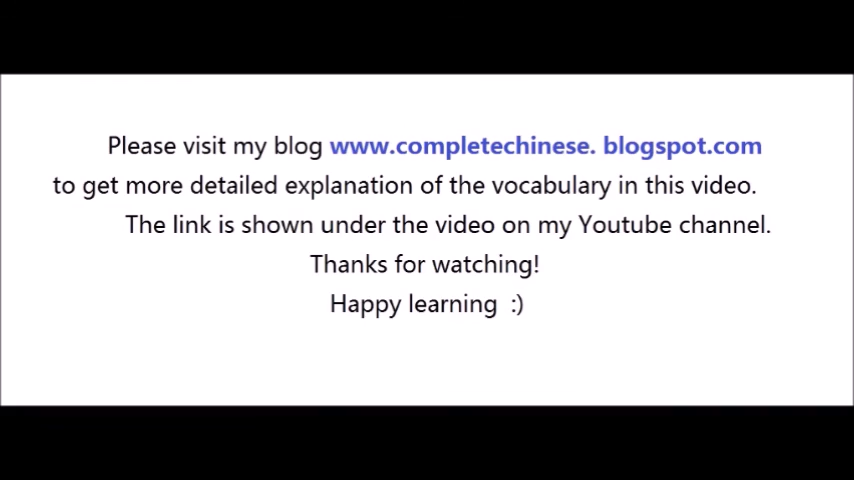 Please visit my blog www.completechinese. blogspot.com
to get more detailed explanation of the vocabulary in this video.
The link is shown under the video on my Youtube channel.
Thanks for watching!
Happy learning :)